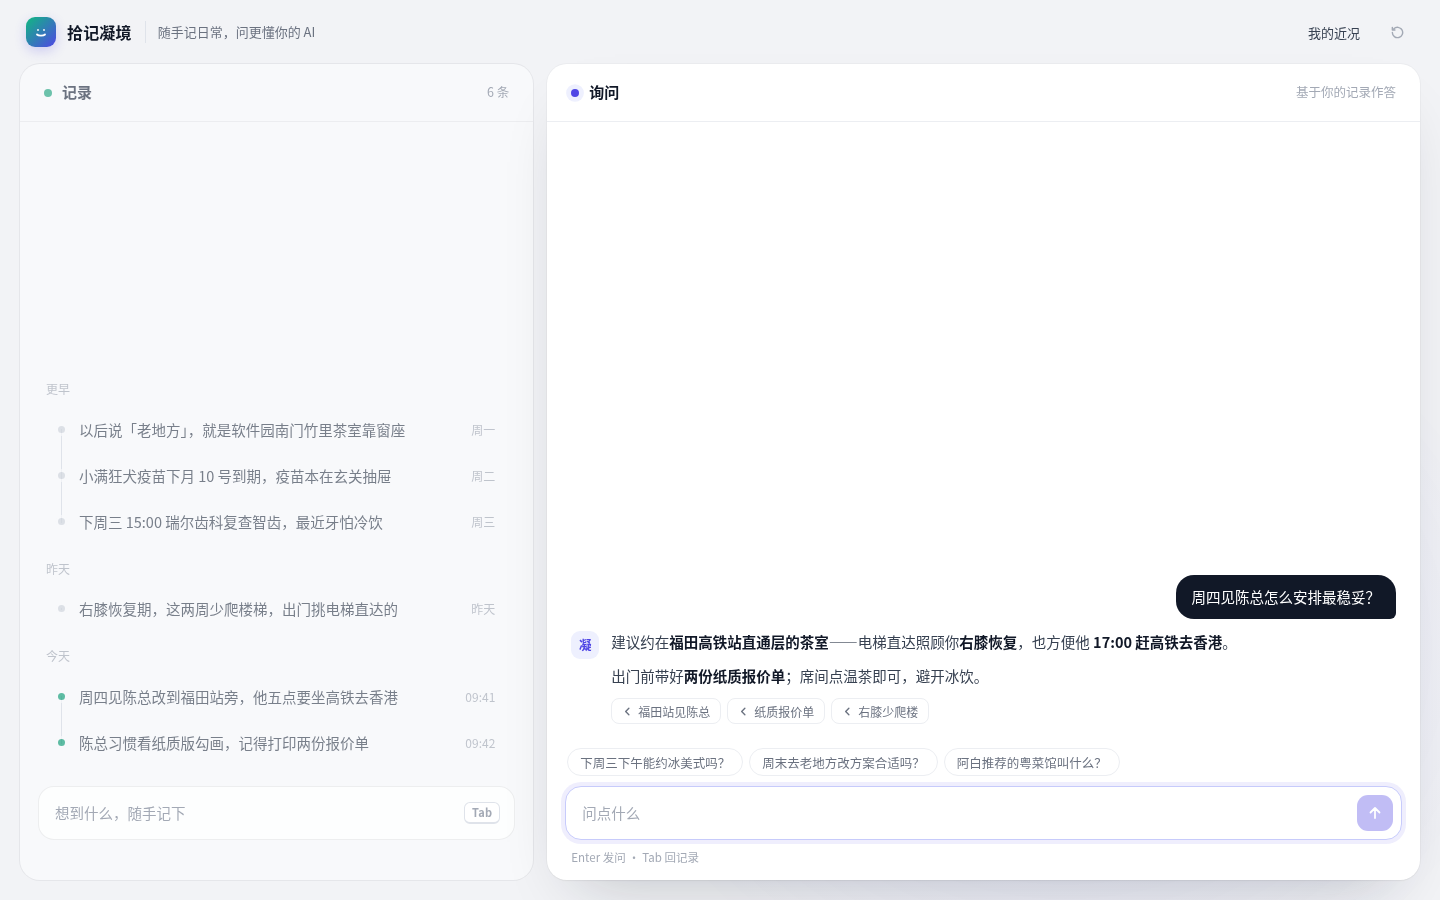 拾记凝境
随手记日常，问更懂你的 AI
我的近况
记录
6 条
更早
以后说「老地方」，就是软件园南门竹里茶室靠窗座
周一
小满狂犬疫苗下月 10 号到期，疫苗本在玄关抽屉
周二
下周三 15:00 瑞尔齿科复查智齿，最近牙怕冷饮
周三
昨天
右膝恢复期，这两周少爬楼梯，出门挑电梯直达的
昨天
今天
周四见陈总改到福田站旁，他五点要坐高铁去香港
09:41
陈总习惯看纸质版勾画，记得打印两份报价单
09:42
想到什么，随手记下
Tab
询问
基于你的记录作答
周四见陈总怎么安排最稳妥？
凝
建议约在福田高铁站直通层的茶室——电梯直达照顾你右膝恢复，也方便他 17:00 赶高铁去香港。
出门前带好两份纸质报价单；席间点温茶即可，避开冰饮。
福田站见陈总
纸质报价单
右膝少爬楼
下周三下午能约冰美式吗？
周末去老地方改方案合适吗？
阿白推荐的粤菜馆叫什么？
问点什么
Enter 发问 · Tab 回记录